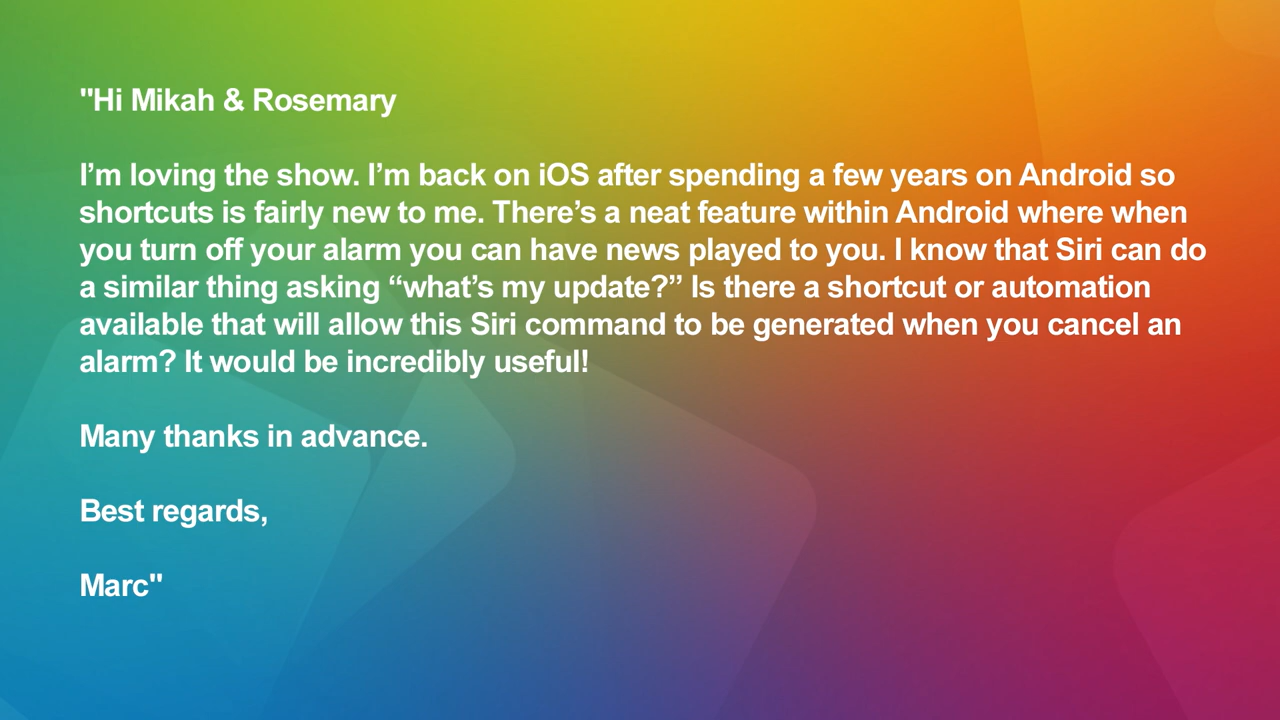 "Hi Mikah & Rosemary
I’m loving the show. I’m back on iOS after spending a few years on Android so
shortcuts is fairly new to me. There’s a neat feature within Android where when
you turn off your alarm you can have news played to you. I know that Siri can do
a similar thing asking “what’s my update?” Is there a shortcut or automation
available that will allow this Siri command to be generated when you cancel an
alarm? It would be incredibly useful!
Many thanks in advance.
Best regards,
Marc"